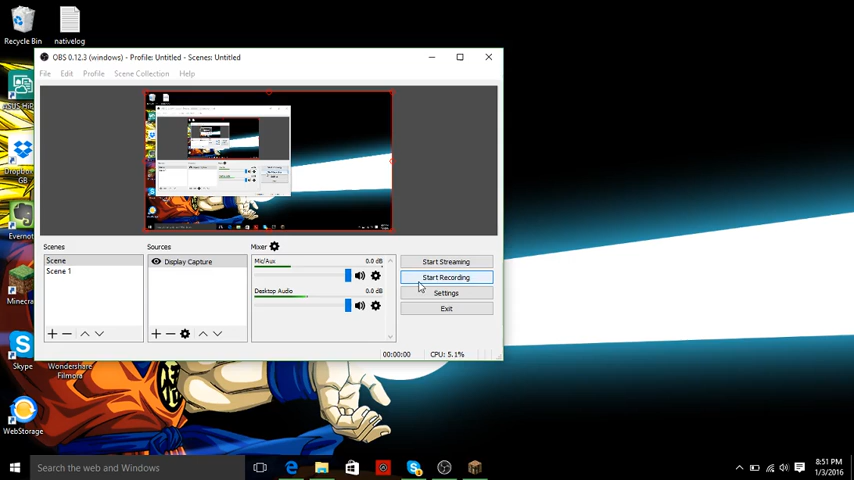 Recycle Bin
nativelog
OBS 0.12.3 (windows) - Profile: Untitled - Scenes: Untitled
File Edit Profile Scene Collection Help
Scenes
Sources
Mixer
Scene
Scene 1
Display Capture
Mic/Aux 0.0 dB
Desktop Audio 0.0 dB
Start Streaming
Start Recording
Settings
Exit
00:00:00 CPU: 5.1%
GB
Skype
Wondershare
Filmora
WebStorage
Search the web and Windows
8:51 PM
1/3/2016